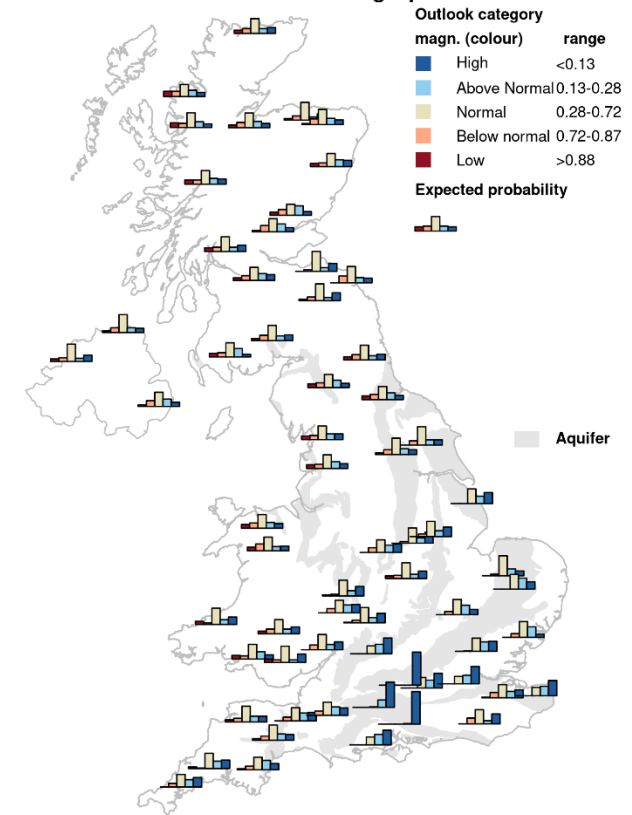 Outlook category
magn. (colour) range
High <0.13
Above Normal 0.13-0.28
Normal 0.28-0.72
Below normal 0.72-0.87
Low >0.88
Expected probability
Aquifer